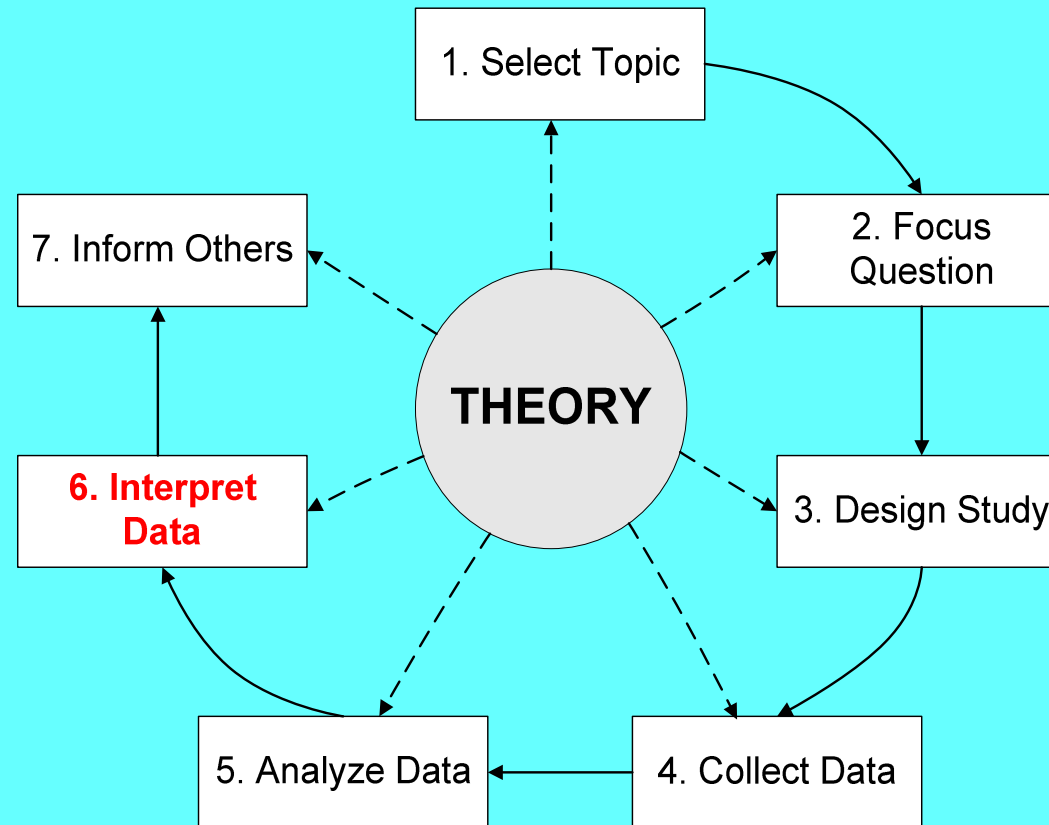 1. Select Topic
2. Focus
Question
3. Design Study
4. Collect Data
5. Analyze Data
6. Interpret
Data
7. Inform Others
THEORY